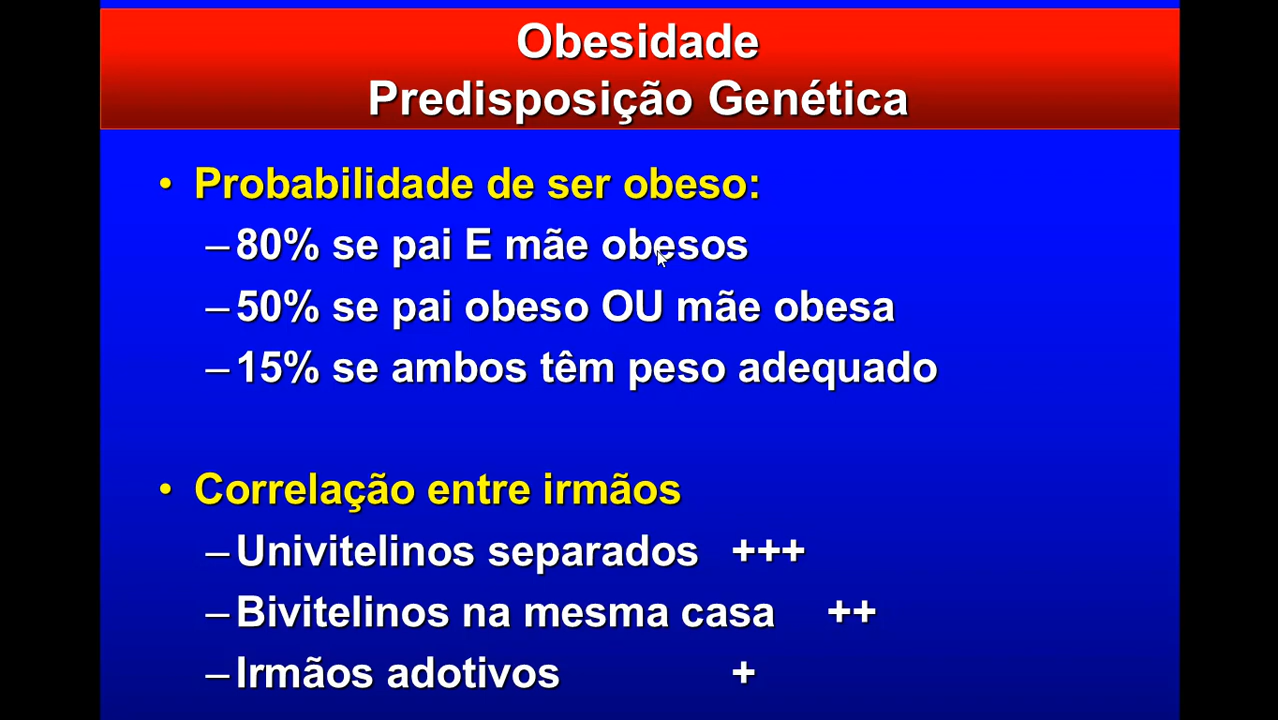 Obesidade
Predisposição Genética
• Probabilidade de ser obeso:
–80% se pai E mãe obesos
–50% se pai obeso OU mãe obesa
–15% se ambos têm peso adequado
• Correlação entre irmãos
–Univitelinos separados +++
–Bivitelinos na mesma casa ++
–Irmãos adotivos +